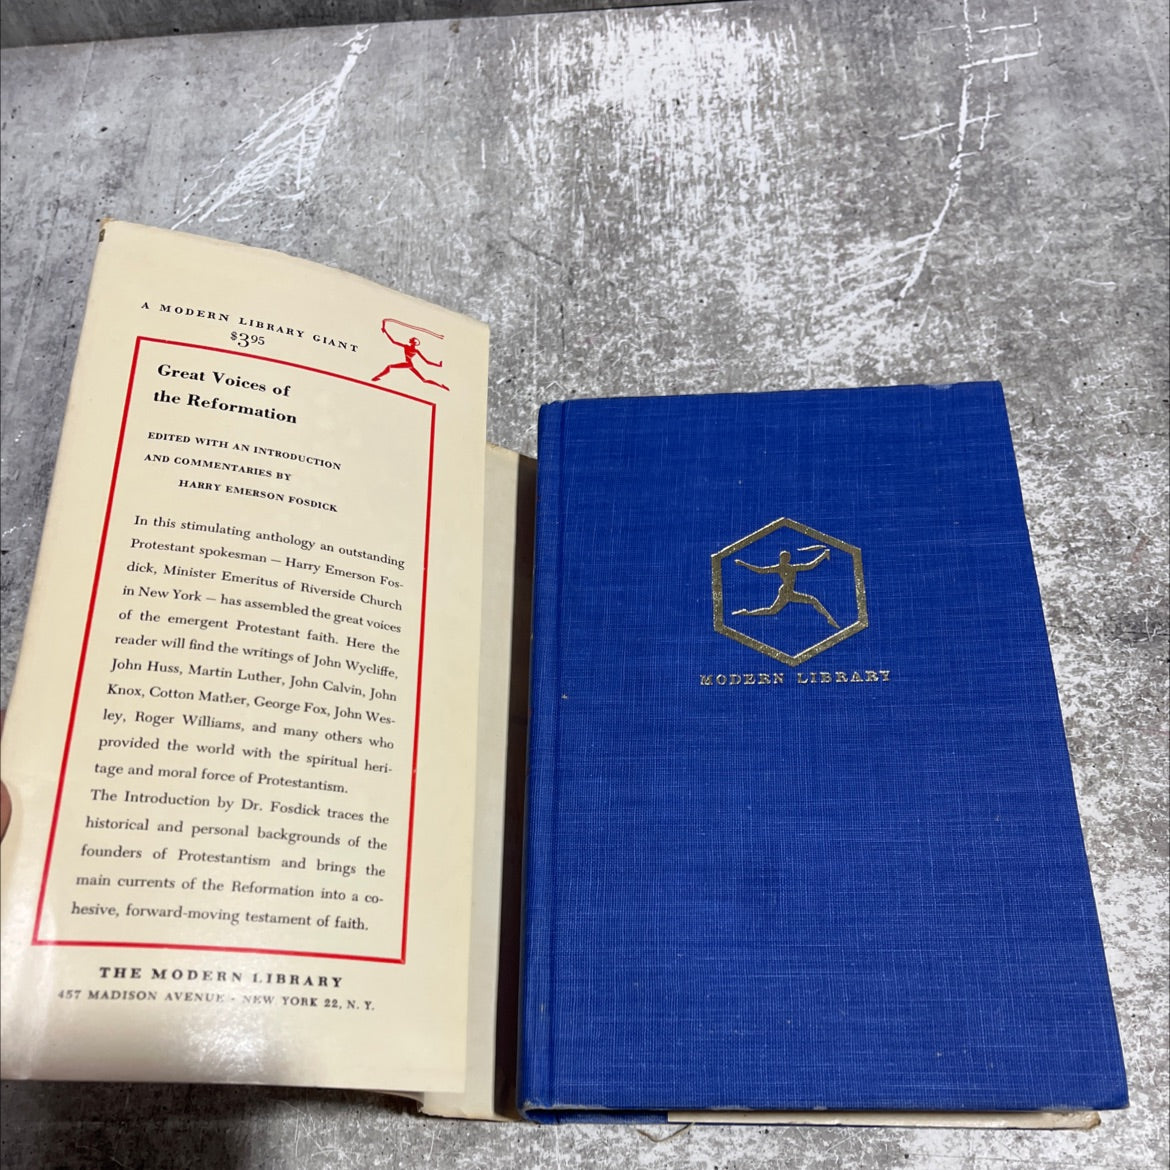 A MODERN LIBRARY GIANT
$3.95
Great Voices of
the Reformation
EDITED WITH AN INTRODUCTION
AND COMMENTARIES BY
HARRY EMERSON FOSDICK
In this stimulating anthology an outstanding
Protestant spokesman — Harry Emerson Fos-
dick, Minister Emeritus of Riverside Church
in New York — has assembled the great voices
of the emergent Protestant faith. Here the
reader will find the writings of John Wycliffe,
John Huss, Martin Luther, John Calvin, John
Knox, Cotton Mather, George Fox, John Wes-
ley, Roger Williams, and many others who
provided the world with the spiritual heri-
tage and moral force of Protestantism.
The Introduction by Dr. Fosdick traces the
historical and personal backgrounds of the
founders of Protestantism and brings the
main currents of the Reformation into a co-
hesive, forward-moving testament of faith.
THE MODERN LIBRARY
457 MADISON AVENUE · NEW YORK 22, N. Y.
MODERN LIBRARY